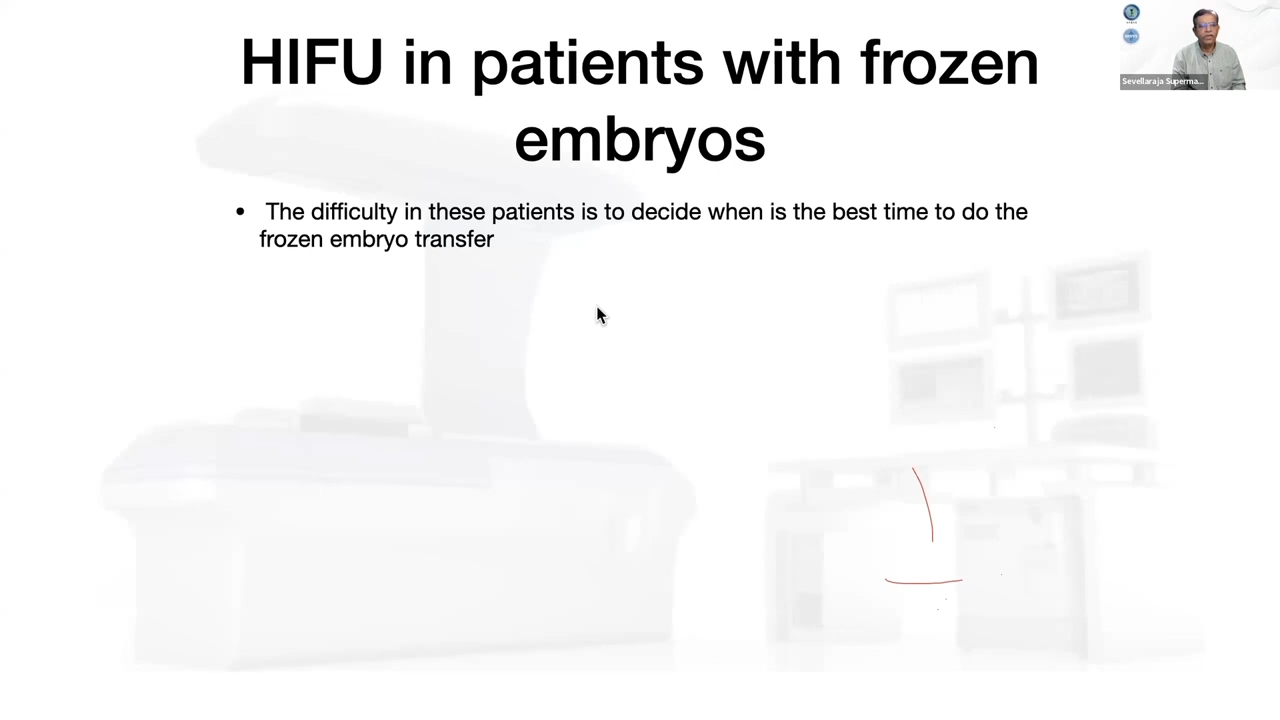 HIFU in patients with frozen
embryos
• The difficulty in these patients is to decide when is the best time to do the
frozen embryo transfer
Sevellaraja Superma...